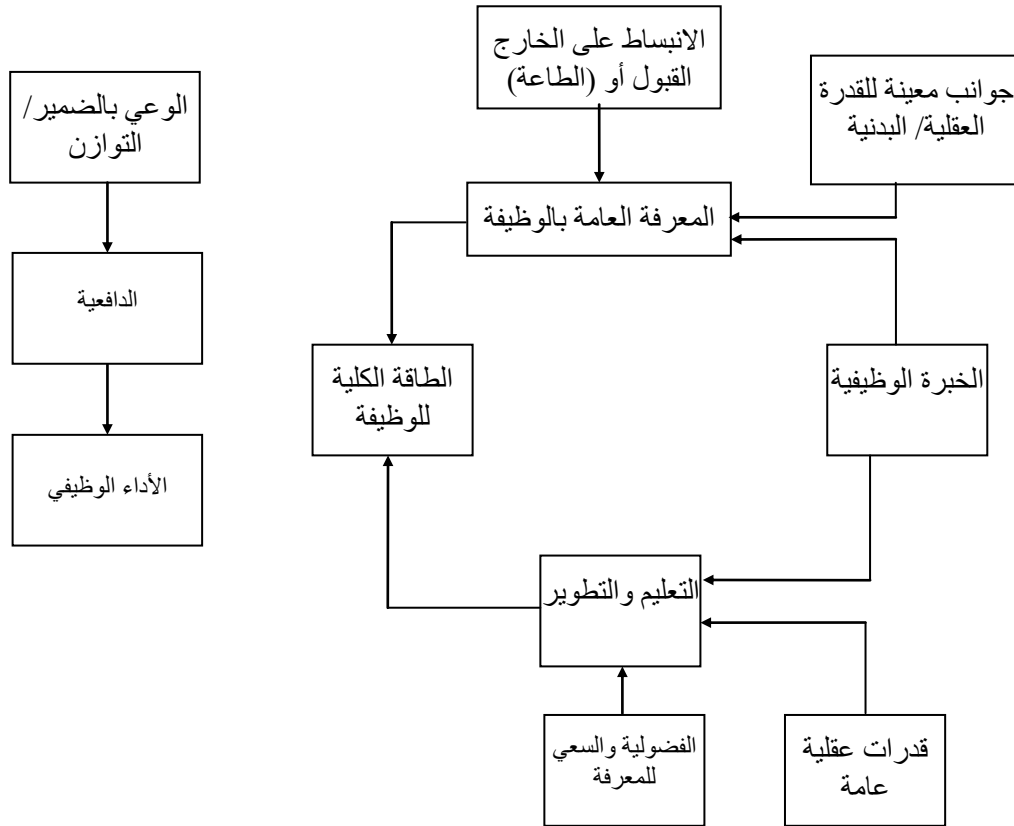 الانبساط على الخارج
القبول أو (الطاعة)
جوانب معينة للقدرة
العقلية/ البدنية
الوعي بالضمير/
التوازن
المعرفة العامة بالوظيفة
الدافعية
الخبرة الوظيفية
الطاقة الكلية
للوظيفة
الأداء الوظيفي
التعليم والتطوير
قدرات عقلية
عامة
الفضولية والسعي
للمعرفة